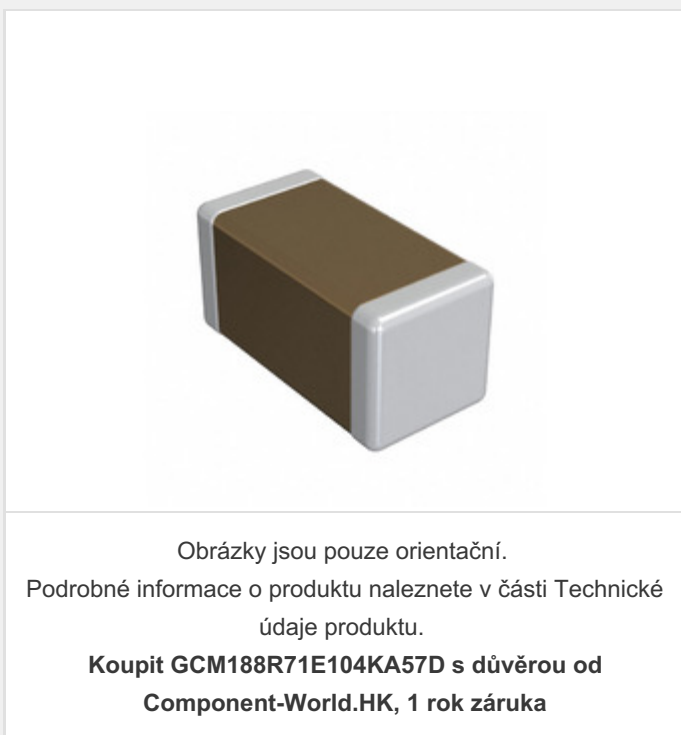 Obrázky jsou pouze orientační.
Podrobné informace o produktu naleznete v části Technické
údaje produktu.
Koupit GCM188R71E104KA57D s důvěrou od
Component-World.HK, 1 rok záruka